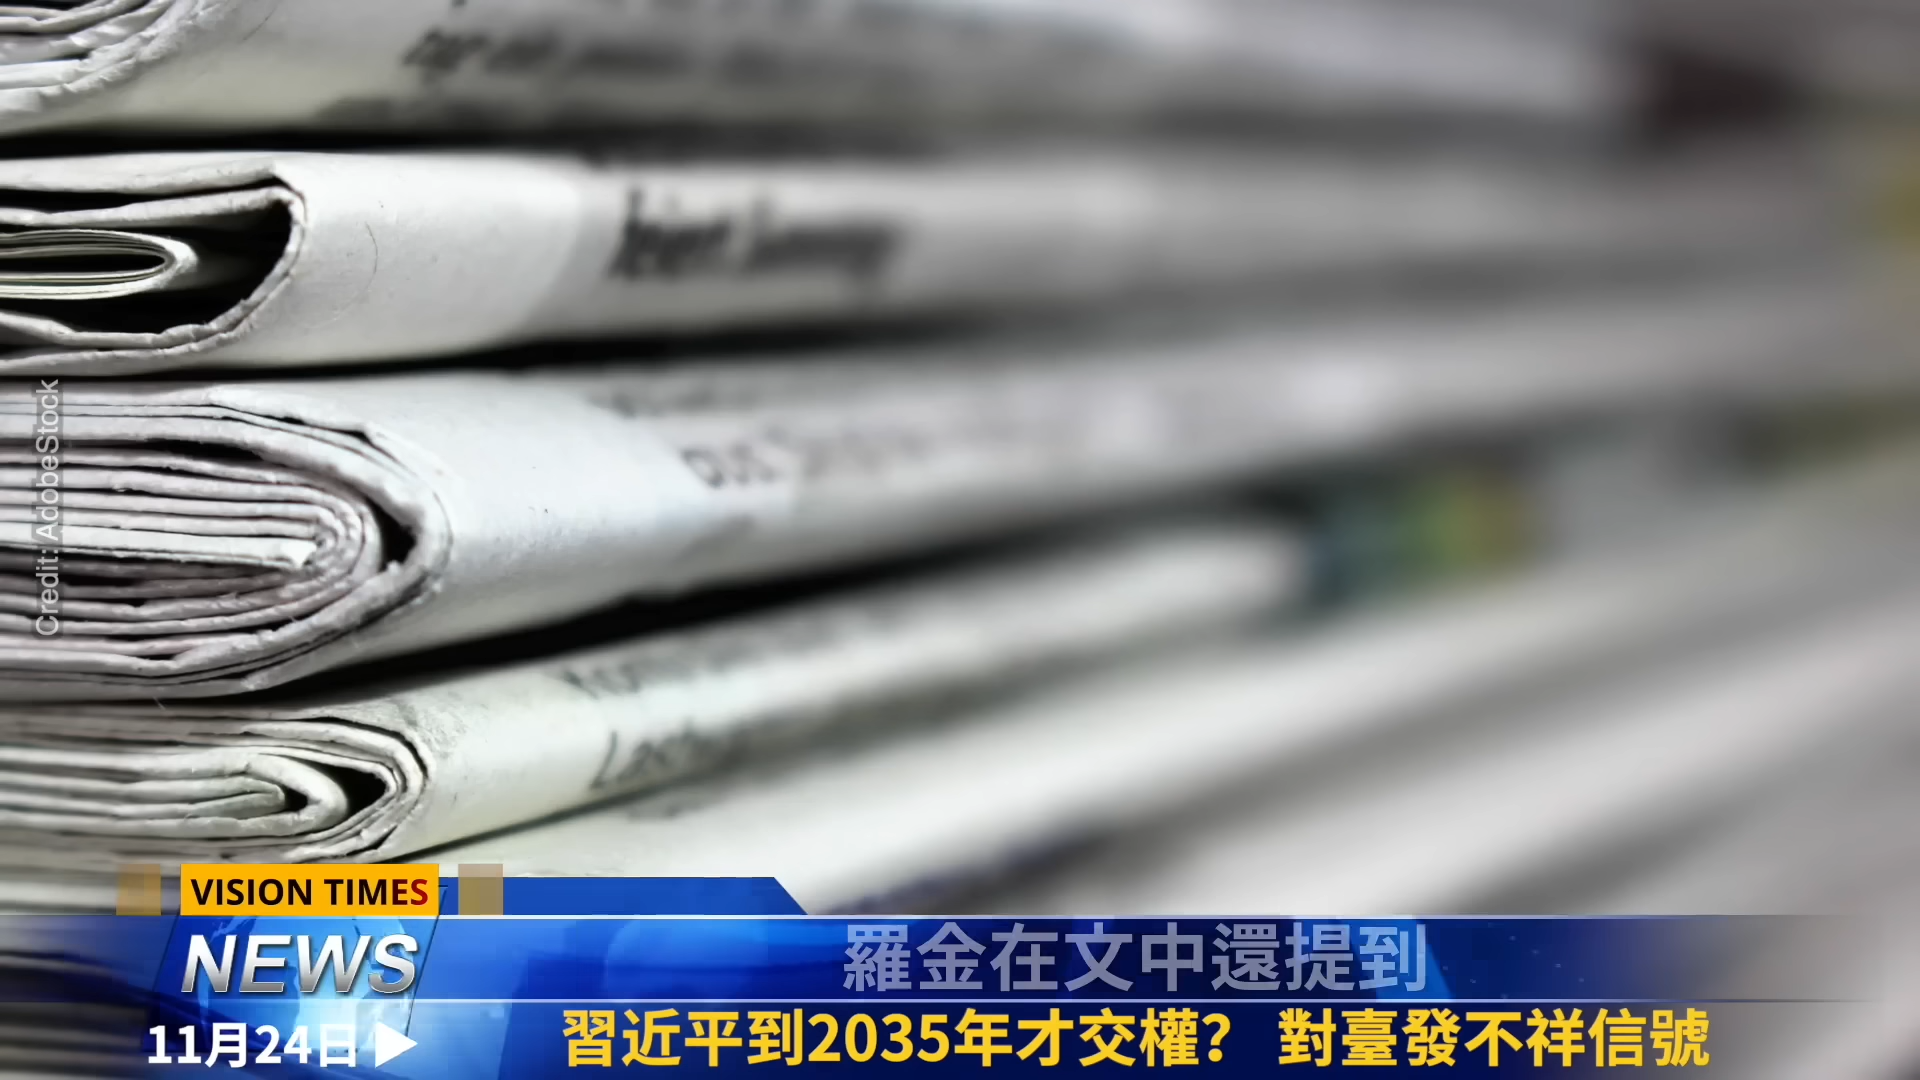 Credit: AdobeStock
VISION TIMES
NEWS
羅金在文中還提到
11月24日
習近平到2035年才交權? 對臺發不祥信號